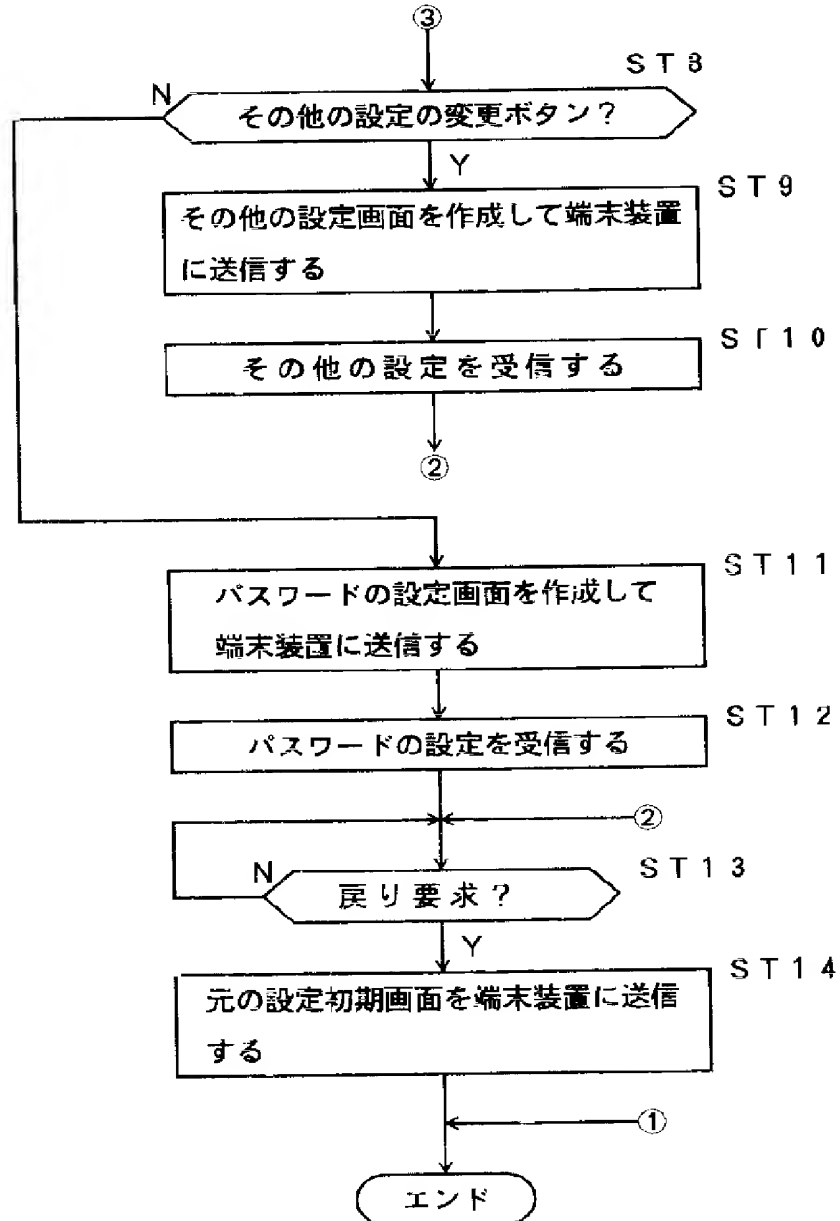 ③
ST8
N
その他の設定の変更ボタン?
Y
ST9
その他の設定画面を作成して端末装置
に送信する
ST10
その他の設定を受信する
②
ST11
パスワードの設定画面を作成して
端末装置に送信する
ST12
パスワードの設定を受信する
②
ST13
N
戻り要求?
Y
ST14
元の設定初期画面を端末装置に送信
する
①
エンド